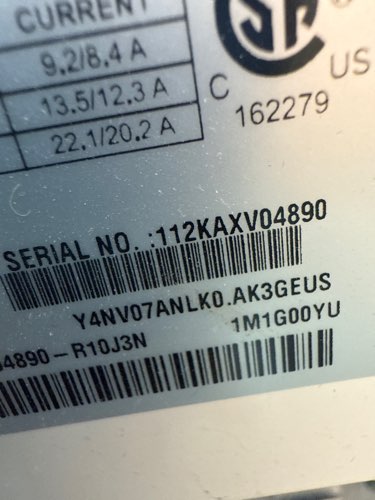 CURRENT
9.2/8.4 A
13.5/12.3 A
22.1/20.2 A
C US
162279
SERIAL NO. :112KAXV04890
Y4NV07ANLK0.AK3GEUS
4890-R10J3N 1M1G00YU